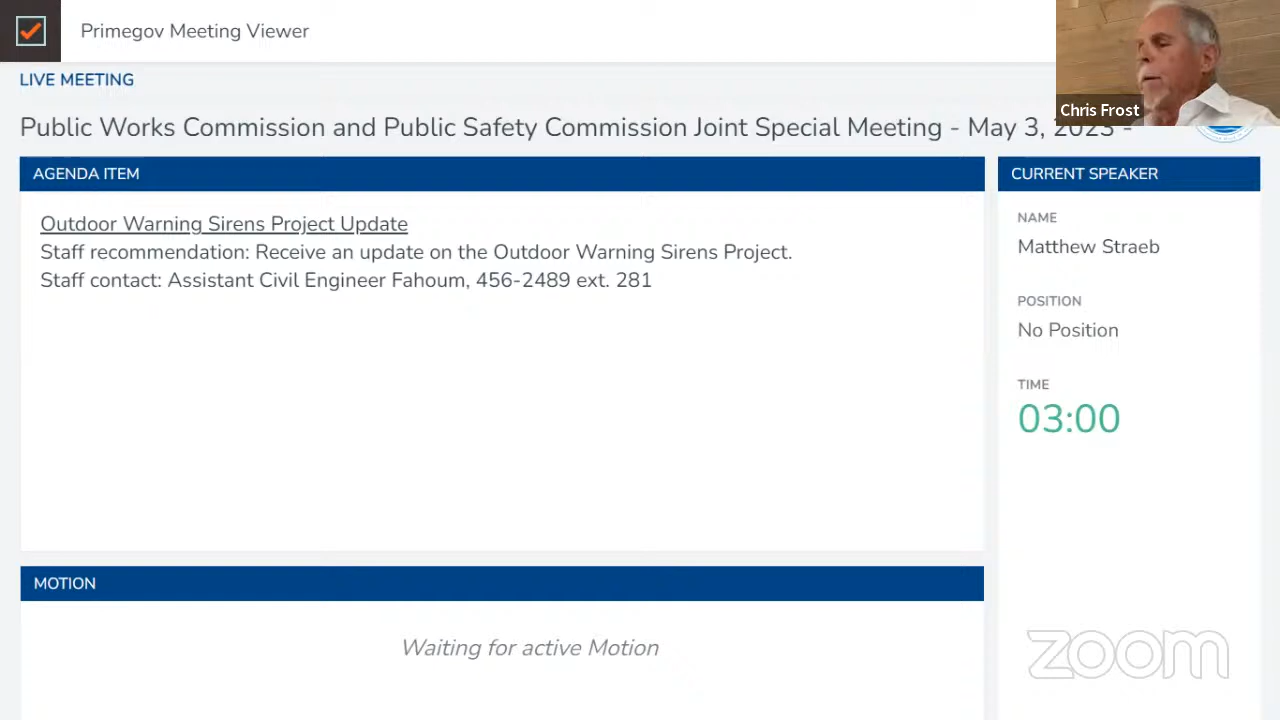 Primegov Meeting Viewer
LIVE MEETING
Chris Frost
Public Works Commission and Public Safety Commission Joint Special Meeting - May 3, 2023 -
AGENDA ITEM
Outdoor Warning Sirens Project Update
Staff recommendation: Receive an update on the Outdoor Warning Sirens Project.
Staff contact: Assistant Civil Engineer Fahoum, 456-2489 ext. 281
CURRENT SPEAKER
NAME
Matthew Straeb
POSITION
No Position
TIME
03:00
MOTION
Waiting for active Motion
zoom